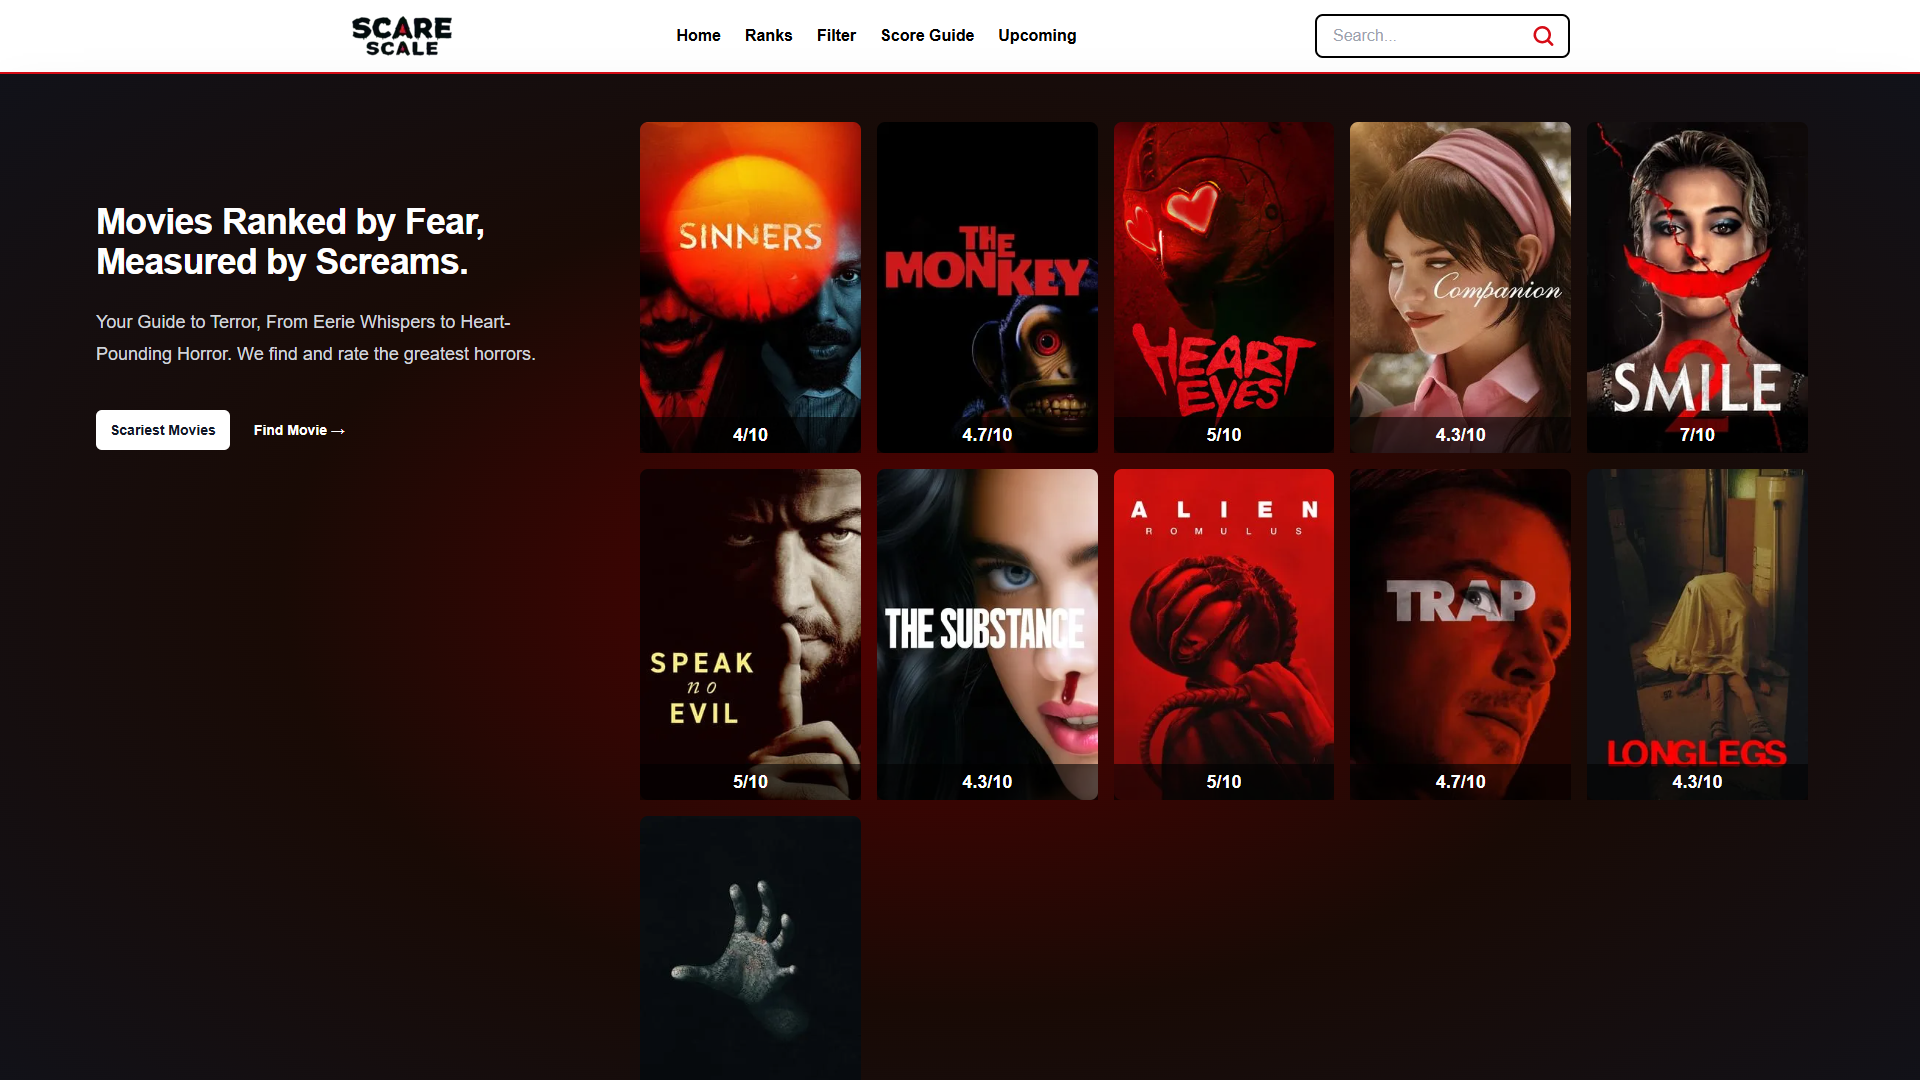 SCARE
SCALE
Home
Ranks
Filter
Score Guide
Upcoming
Search...
Movies Ranked by Fear,
Measured by Screams.
Your Guide to Terror, From Eerie Whispers to Heart-
Pounding Horror. We find and rate the greatest horrors.
Scariest Movies
Find Movie →
SINNERS
4/10
THE
MONKEY
4.7/10
HEART
EYES
5/10
Companion
4.3/10
2
SMILE
7/10
SPEAK
no
EVIL
5/10
THE SUBSTANCE
4.3/10
ALIEN
ROMULUS
5/10
TRAP
4.7/10
LONGLEGS
4.3/10